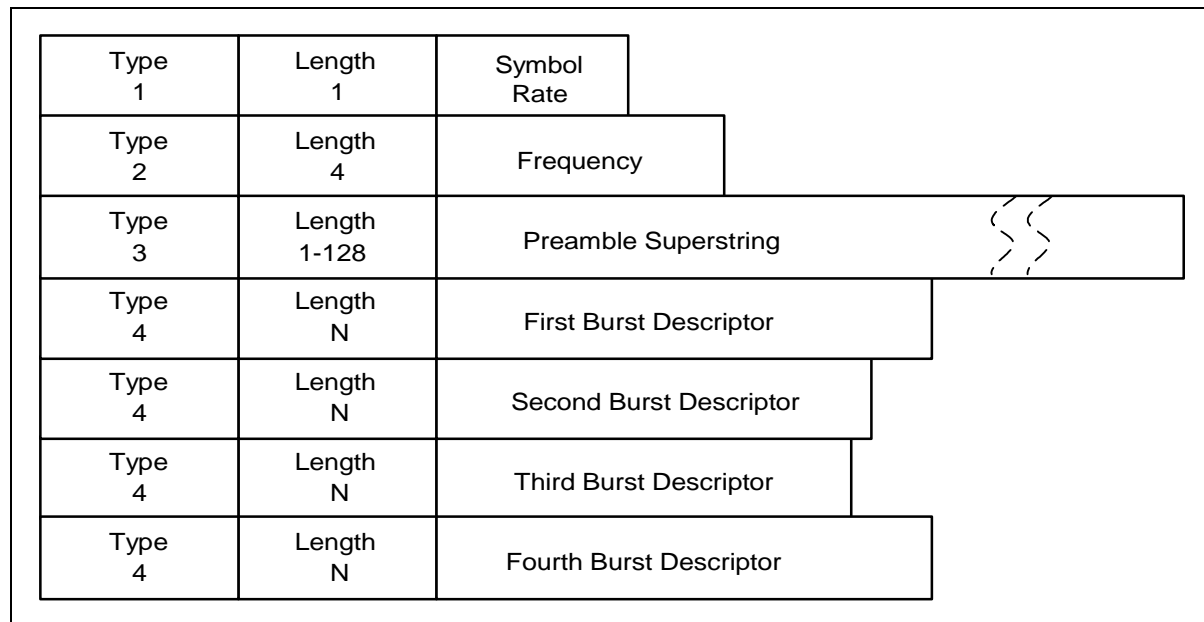 Type Length Symbol
1 1 Rate
Type Length Frequency
2 4
Type Length Preamble Superstring
3 1-128
Type Length First Burst Descriptor
4 N
Type Length Second Burst Descriptor
4 N
Type Length Third Burst Descriptor
4 N
Type Length Fourth Burst Descriptor
4 N